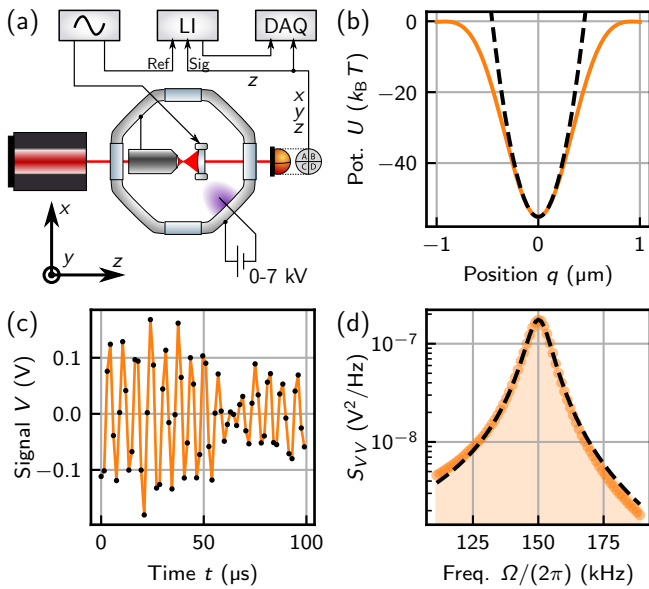 (a)
LI
DAQ
Ref
Sig
z
x
y
z
A B
C D
x
y
z
0-7 kV
(b)
Pot. U (k_B T)
0
−20
−40
−1
0
1
Position q (µm)
(c)
Signal V (V)
0.1
0.0
−0.1
0
50
100
Time t (µs)
(d)
S_VV (V²/Hz)
10⁻⁷
10⁻⁸
125
150
175
Freq. Ω/(2π) (kHz)